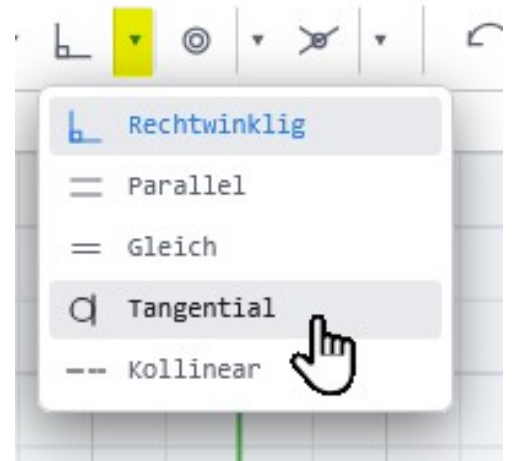 Rechtwinklig
Parallel
Gleich
Tangential
Kollinear